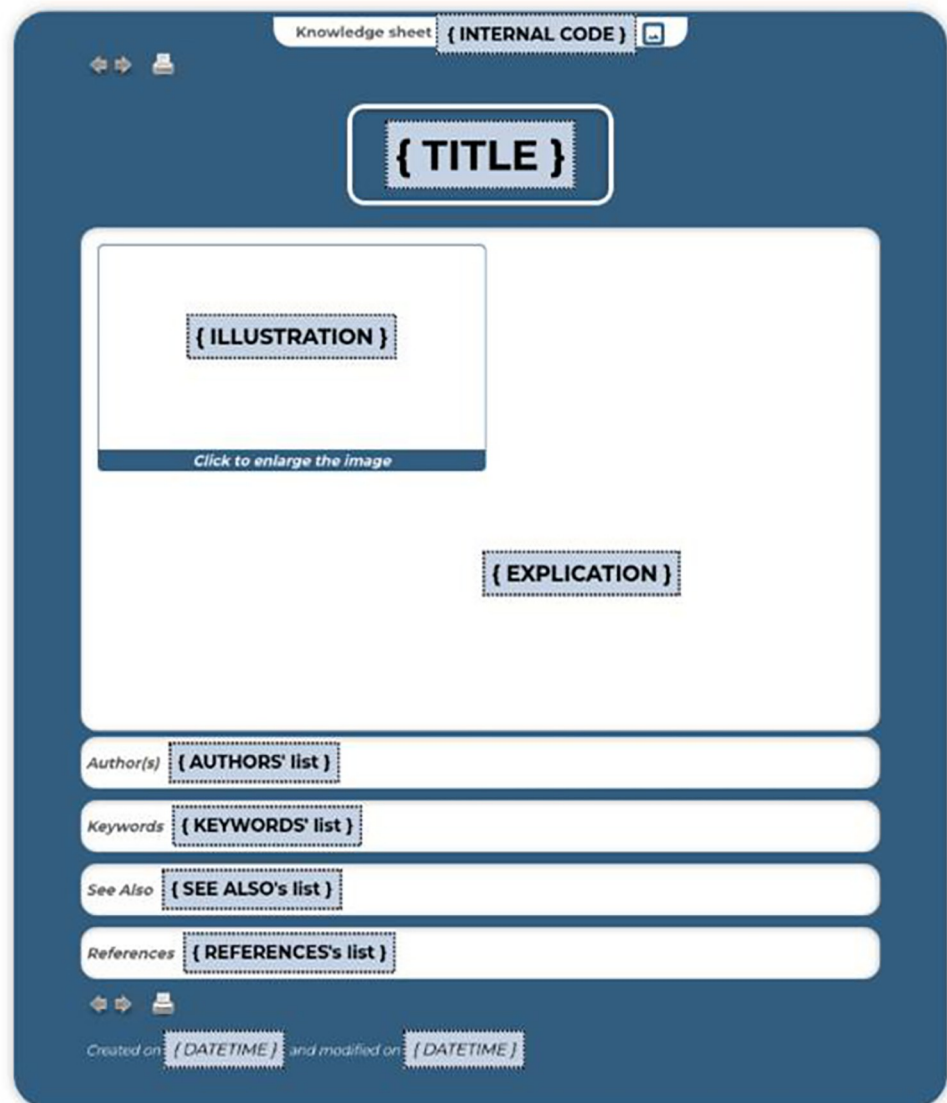 Knowledge sheet { INTERNAL CODE }
{ TITLE }
{ ILLUSTRATION }
Click to enlarge the image
{ EXPLICATION }
Author(s) { AUTHORS' list }
Keywords { KEYWORDS' list }
See Also { SEE ALSO's list }
References { REFERENCES's list }
Created on { DATETIME } and modified on { DATETIME }